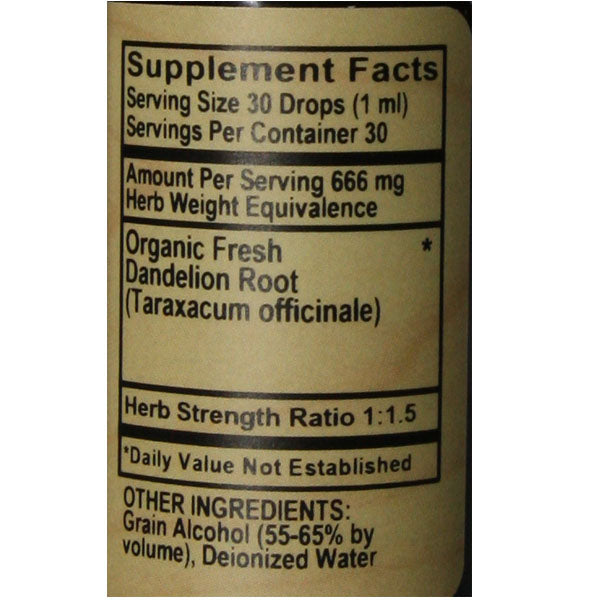 Supplement Facts
Serving Size 30 Drops (1 ml)
Servings Per Container 30
Amount Per Serving 666 mg
Herb Weight Equivalence
Organic Fresh *
Dandelion Root
(Taraxacum officinale)
Herb Strength Ratio 1:1.5
*Daily Value Not Established
OTHER INGREDIENTS:
Grain Alcohol (55-65% by
volume), Deionized Water